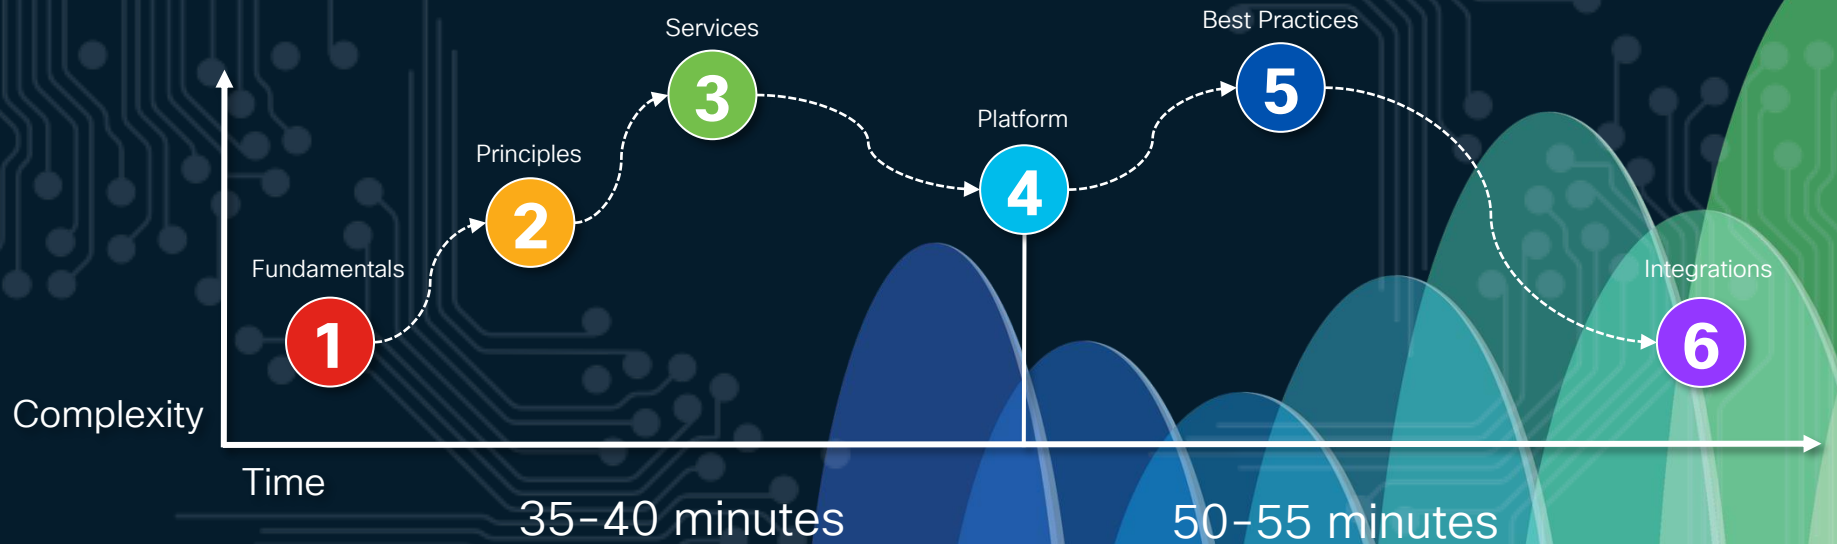 Fundamentals
1
Principles
2
Services
3
Platform
4
Best Practices
5
Integrations
6
Complexity
Time
35-40 minutes
50-55 minutes